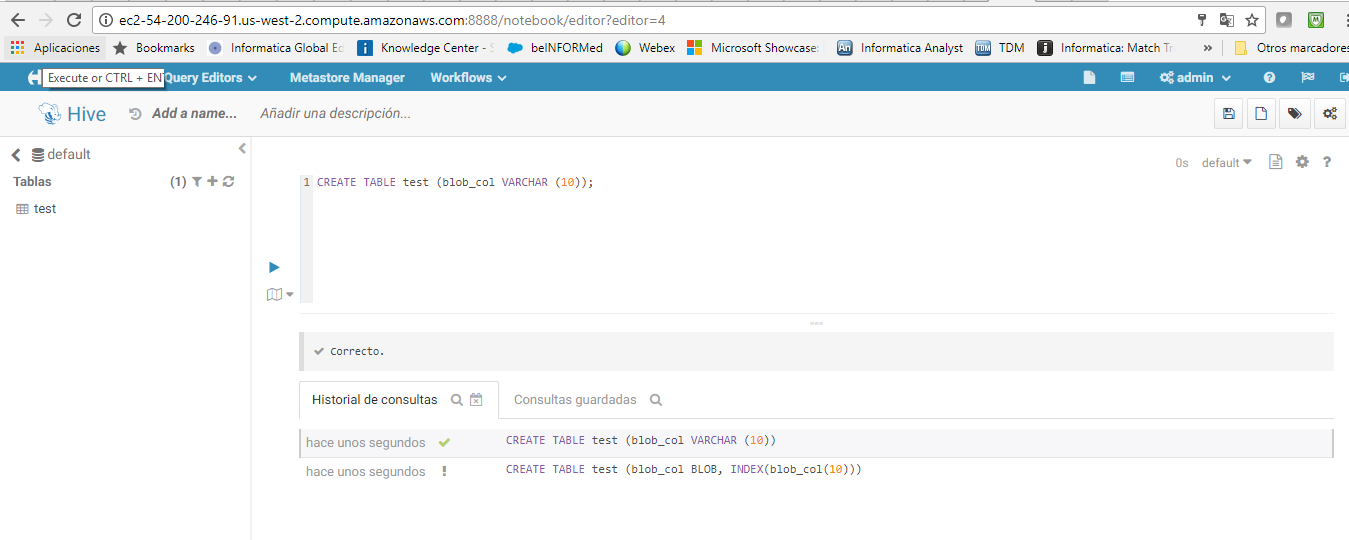 ec2-54-200-246-91.us-west-2.compute.amazonaws.com:8888/notebook/editor?editor=4
Aplicaciones Bookmarks Informatica Global Ed Knowledge Center - S beINFORMed Webex Microsoft Showcase: An Informatica Analyst TDM TDM Informatica: Match Tr » Otros marcadores
Execute or CTRL + EN Query Editors Metastore Manager Workflows admin
Hive Add a name... Añadir una descripción...
default
0s default ?
Tablas (1)
1 CREATE TABLE test (blob_col VARCHAR (10));
test
Correcto.
Historial de consultas Consultas guardadas
hace unos segundos CREATE TABLE test (blob_col VARCHAR (10))
hace unos segundos ! CREATE TABLE test (blob_col BLOB, INDEX(blob_col(10)))